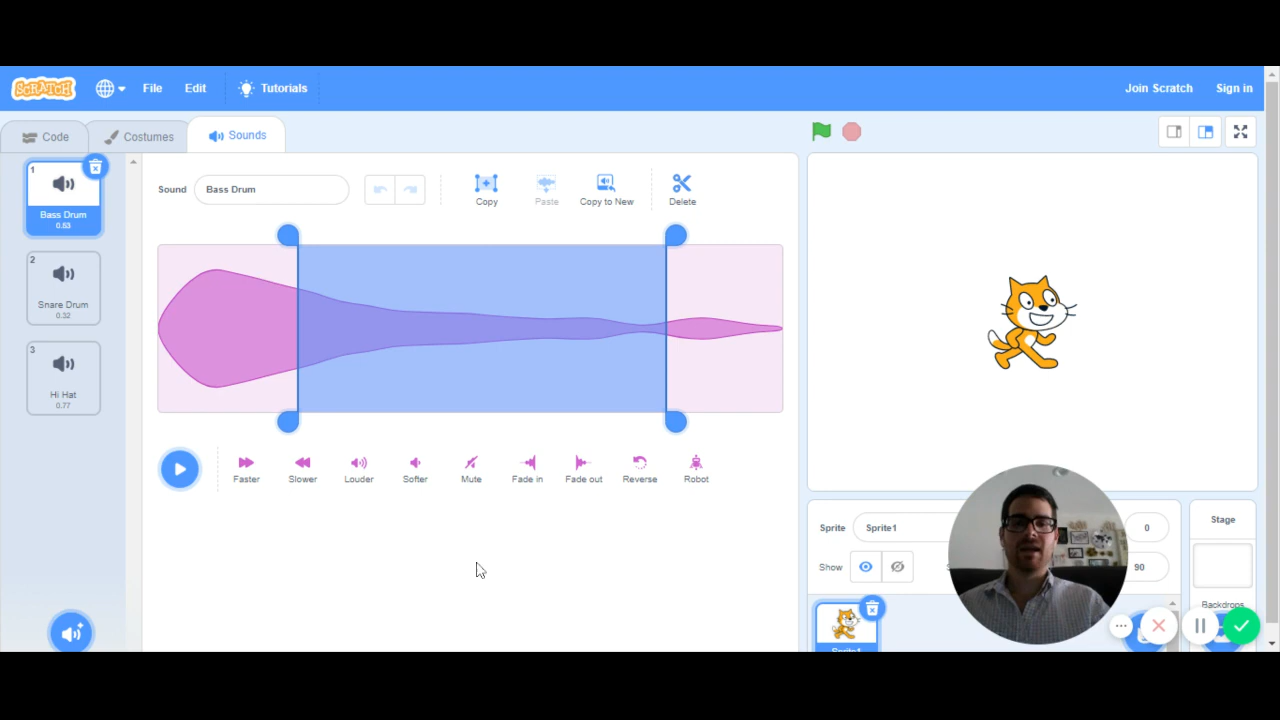 SCRATCH
File
Edit
Tutorials
Join Scratch
Sign in
Code
Costumes
Sounds
1
Bass Drum
0.53
2
Snare Drum
0.32
3
Hi Hat
0.77
Sound
Bass Drum
Copy
Paste
Copy to New
Delete
Faster
Slower
Louder
Softer
Mute
Fade in
Fade out
Reverse
Robot
Sprite
Sprite1
0
Show
90
Sprite1
Stage
Backdrops